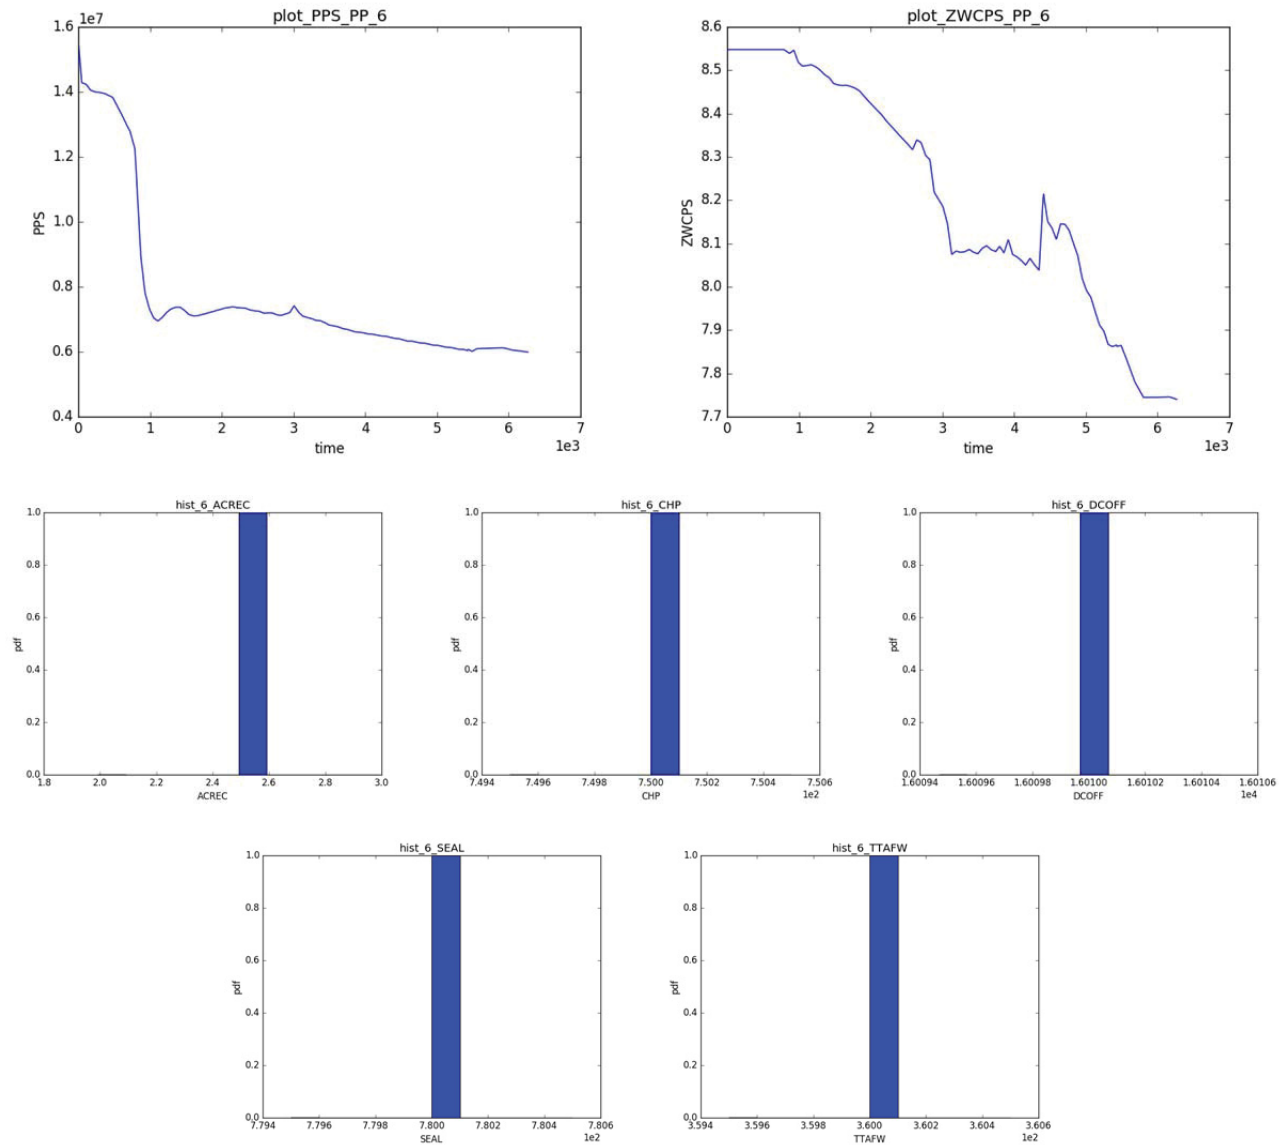 plot_PPS_PP_6
1.6 1e7
1.4
1.2
1.0
0.8
0.6
0.4
PPS
0 1 2 3 4 5 6 7
time 1e3
plot_ZWCPS_PP_6
8.6
8.5
8.4
8.3
8.2
8.1
8.0
7.9
7.8
7.7
ZWCPS
0 1 2 3 4 5 6 7
time 1e3
hist_6_ACREC
1.0
0.8
0.6
0.4
0.2
0.0
pdf
1.8 2.0 2.2 2.4 2.6 2.8 3.0
ACREC
hist_6_CHP
1.0
0.8
0.6
0.4
0.2
0.0
pdf
7.494 7.496 7.498 7.500 7.502 7.504 7.506
CHP 1e2
hist_6_DCOFF
1.0
0.8
0.6
0.4
0.2
0.0
pdf
1.60094 1.60096 1.60098 1.60100 1.60102 1.60104 1.60106
DCOFF 1e4
hist_6_SEAL
1.0
0.8
0.6
0.4
0.2
0.0
pdf
7.794 7.796 7.798 7.800 7.802 7.804 7.806
SEAL 1e2
hist_6_TTAFW
1.0
0.8
0.6
0.4
0.2
0.0
pdf
3.594 3.596 3.598 3.600 3.602 3.604 3.606
TTAFW 1e2